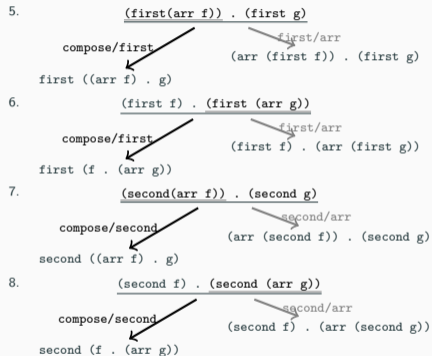 5. (first(arr f)) . (first g)
first/arr
compose/first
(arr (first f)) . (first g)
first ((arr f) . g)
6. (first f) . (first (arr g))
first/arr
compose/first
(first f) . (arr (first g))
first (f . (arr g))
7. (second(arr f)) . (second g)
second/arr
compose/second
(arr (second f)) . (second g)
second ((arr f) . g)
8. (second f) . (second (arr g))
second/arr
compose/second
(second f) . (arr (second g))
second (f . (arr g))